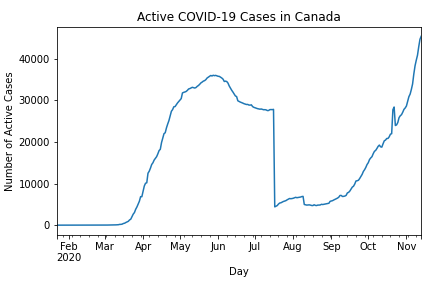 Active COVID-19 Cases in Canada
Number of Active Cases
40000
30000
20000
10000
0
Feb Mar Apr May Jun Jul Aug Sep Oct Nov
2020
Day